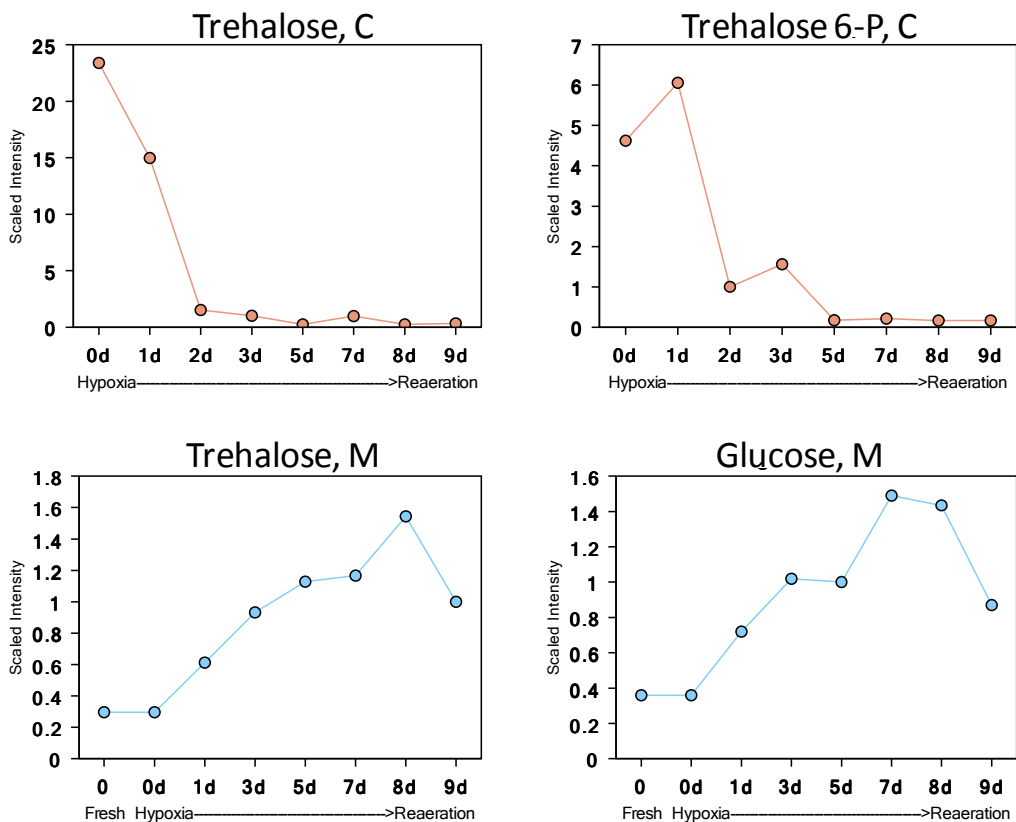 Trehalose, C
Scaled Intensity
25
20
15
10
5
0
0d 1d 2d 3d 5d 7d 8d 9d
Hypoxia------------------------------------------------------>Reaeration
Trehalose 6-P, C
Scaled Intensity
7
6
5
4
3
2
1
0
0d 1d 2d 3d 5d 7d 8d 9d
Hypoxia------------------------------------------------------>Reaeration
Trehalose, M
Scaled Intensity
1.8
1.6
1.4
1.2
1
0.8
0.6
0.4
0.2
0
0 0d 1d 3d 5d 7d 8d 9d
Fresh Hypoxia------------------------------------------>Reaeration
Glucose, M
Scaled Intensity
1.6
1.4
1.2
1
0.8
0.6
0.4
0.2
0
0 0d 1d 3d 5d 7d 8d 9d
Fresh Hypoxia------------------------------------------>Reaeration